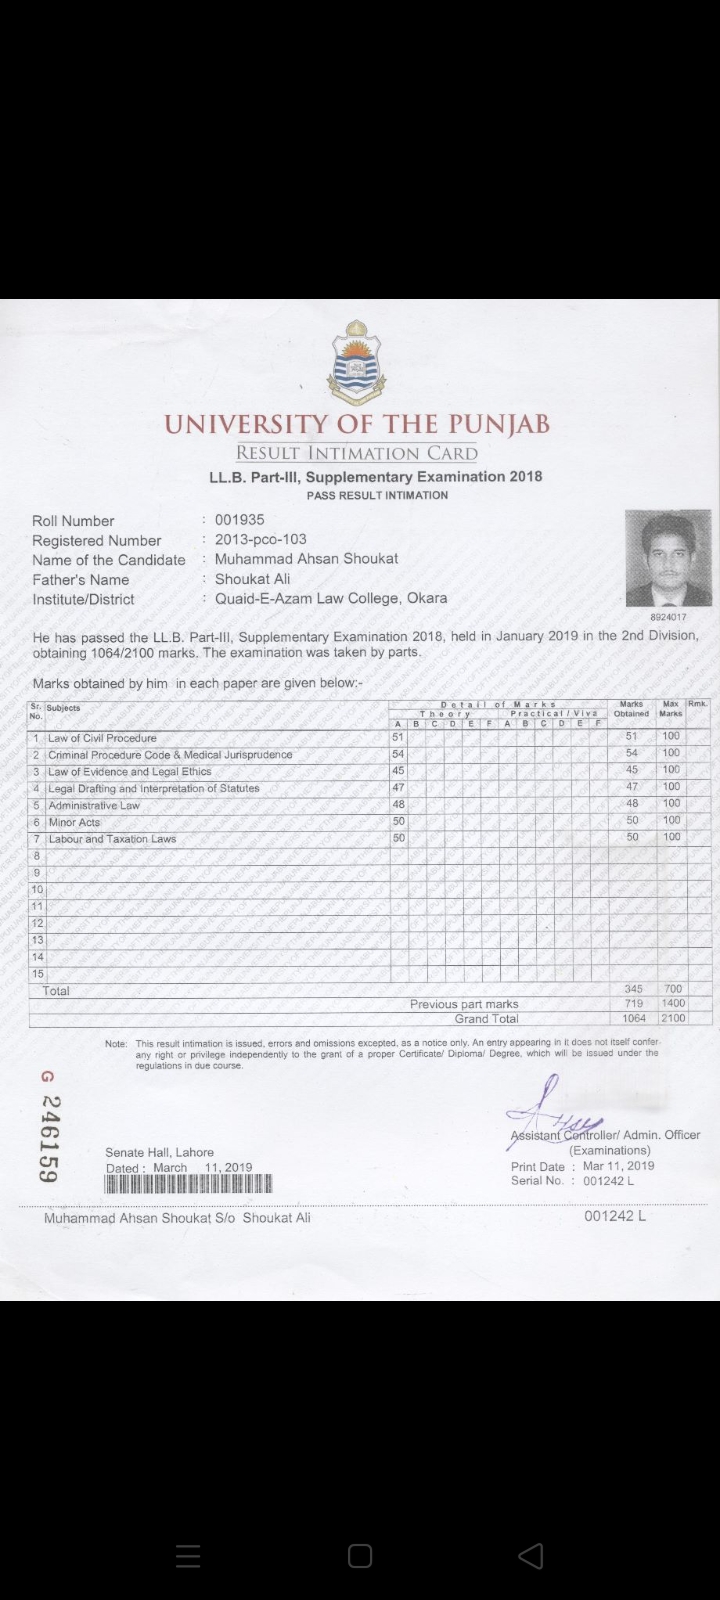 UNIVERSITY OF THE PUNJAB
RESULT INTIMATION CARD
LL.B. Part-III, Supplementary Examination 2018
PASS RESULT INTIMATION
Roll Number : 001935
Registered Number : 2013-pco-103
Name of the Candidate : Muhammad Ahsan Shoukat
Father's Name : Shoukat Ali
Institute/District : Quaid-E-Azam Law College, Okara
8924017
He has passed the LL.B. Part-III, Supplementary Examination 2018, held in January 2019 in the 2nd Division,
obtaining 1064/2100 marks. The examination was taken by parts.
Marks obtained by him in each paper are given below:-
Sr. No. Subjects Detail of Marks Marks Obtained Max Marks Rmk.
Theory Practical / Viva
A B C D E F A B C D E F
1 Law of Civil Procedure 51 51 100
2 Criminal Procedure Code & Medical Jurisprudence 54 54 100
3 Law of Evidence and Legal Ethics 45 45 100
4 Legal Drafting and Interpretation of Statutes 47 47 100
5 Administrative Law 48 48 100
6 Minor Acts 50 50 100
7 Labour and Taxation Laws 50 50 100
8
9
10
11
12
13
14
15
Total 345 700
Previous part marks 719 1400
Grand Total 1064 2100
Note: This result intimation is issued, errors and omissions excepted, as a notice only. An entry appearing in it does not itself confer
any right or privilege independently to the grant of a proper Certificate/ Diploma/ Degree, which will be issued under the
regulations in due course.
G 246159
Assistant Controller/ Admin. Officer
(Examinations)
Senate Hall, Lahore
Dated : March 11, 2019
Print Date : Mar 11, 2019
Serial No. : 001242 L
Muhammad Ahsan Shoukat S/o Shoukat Ali 001242 L